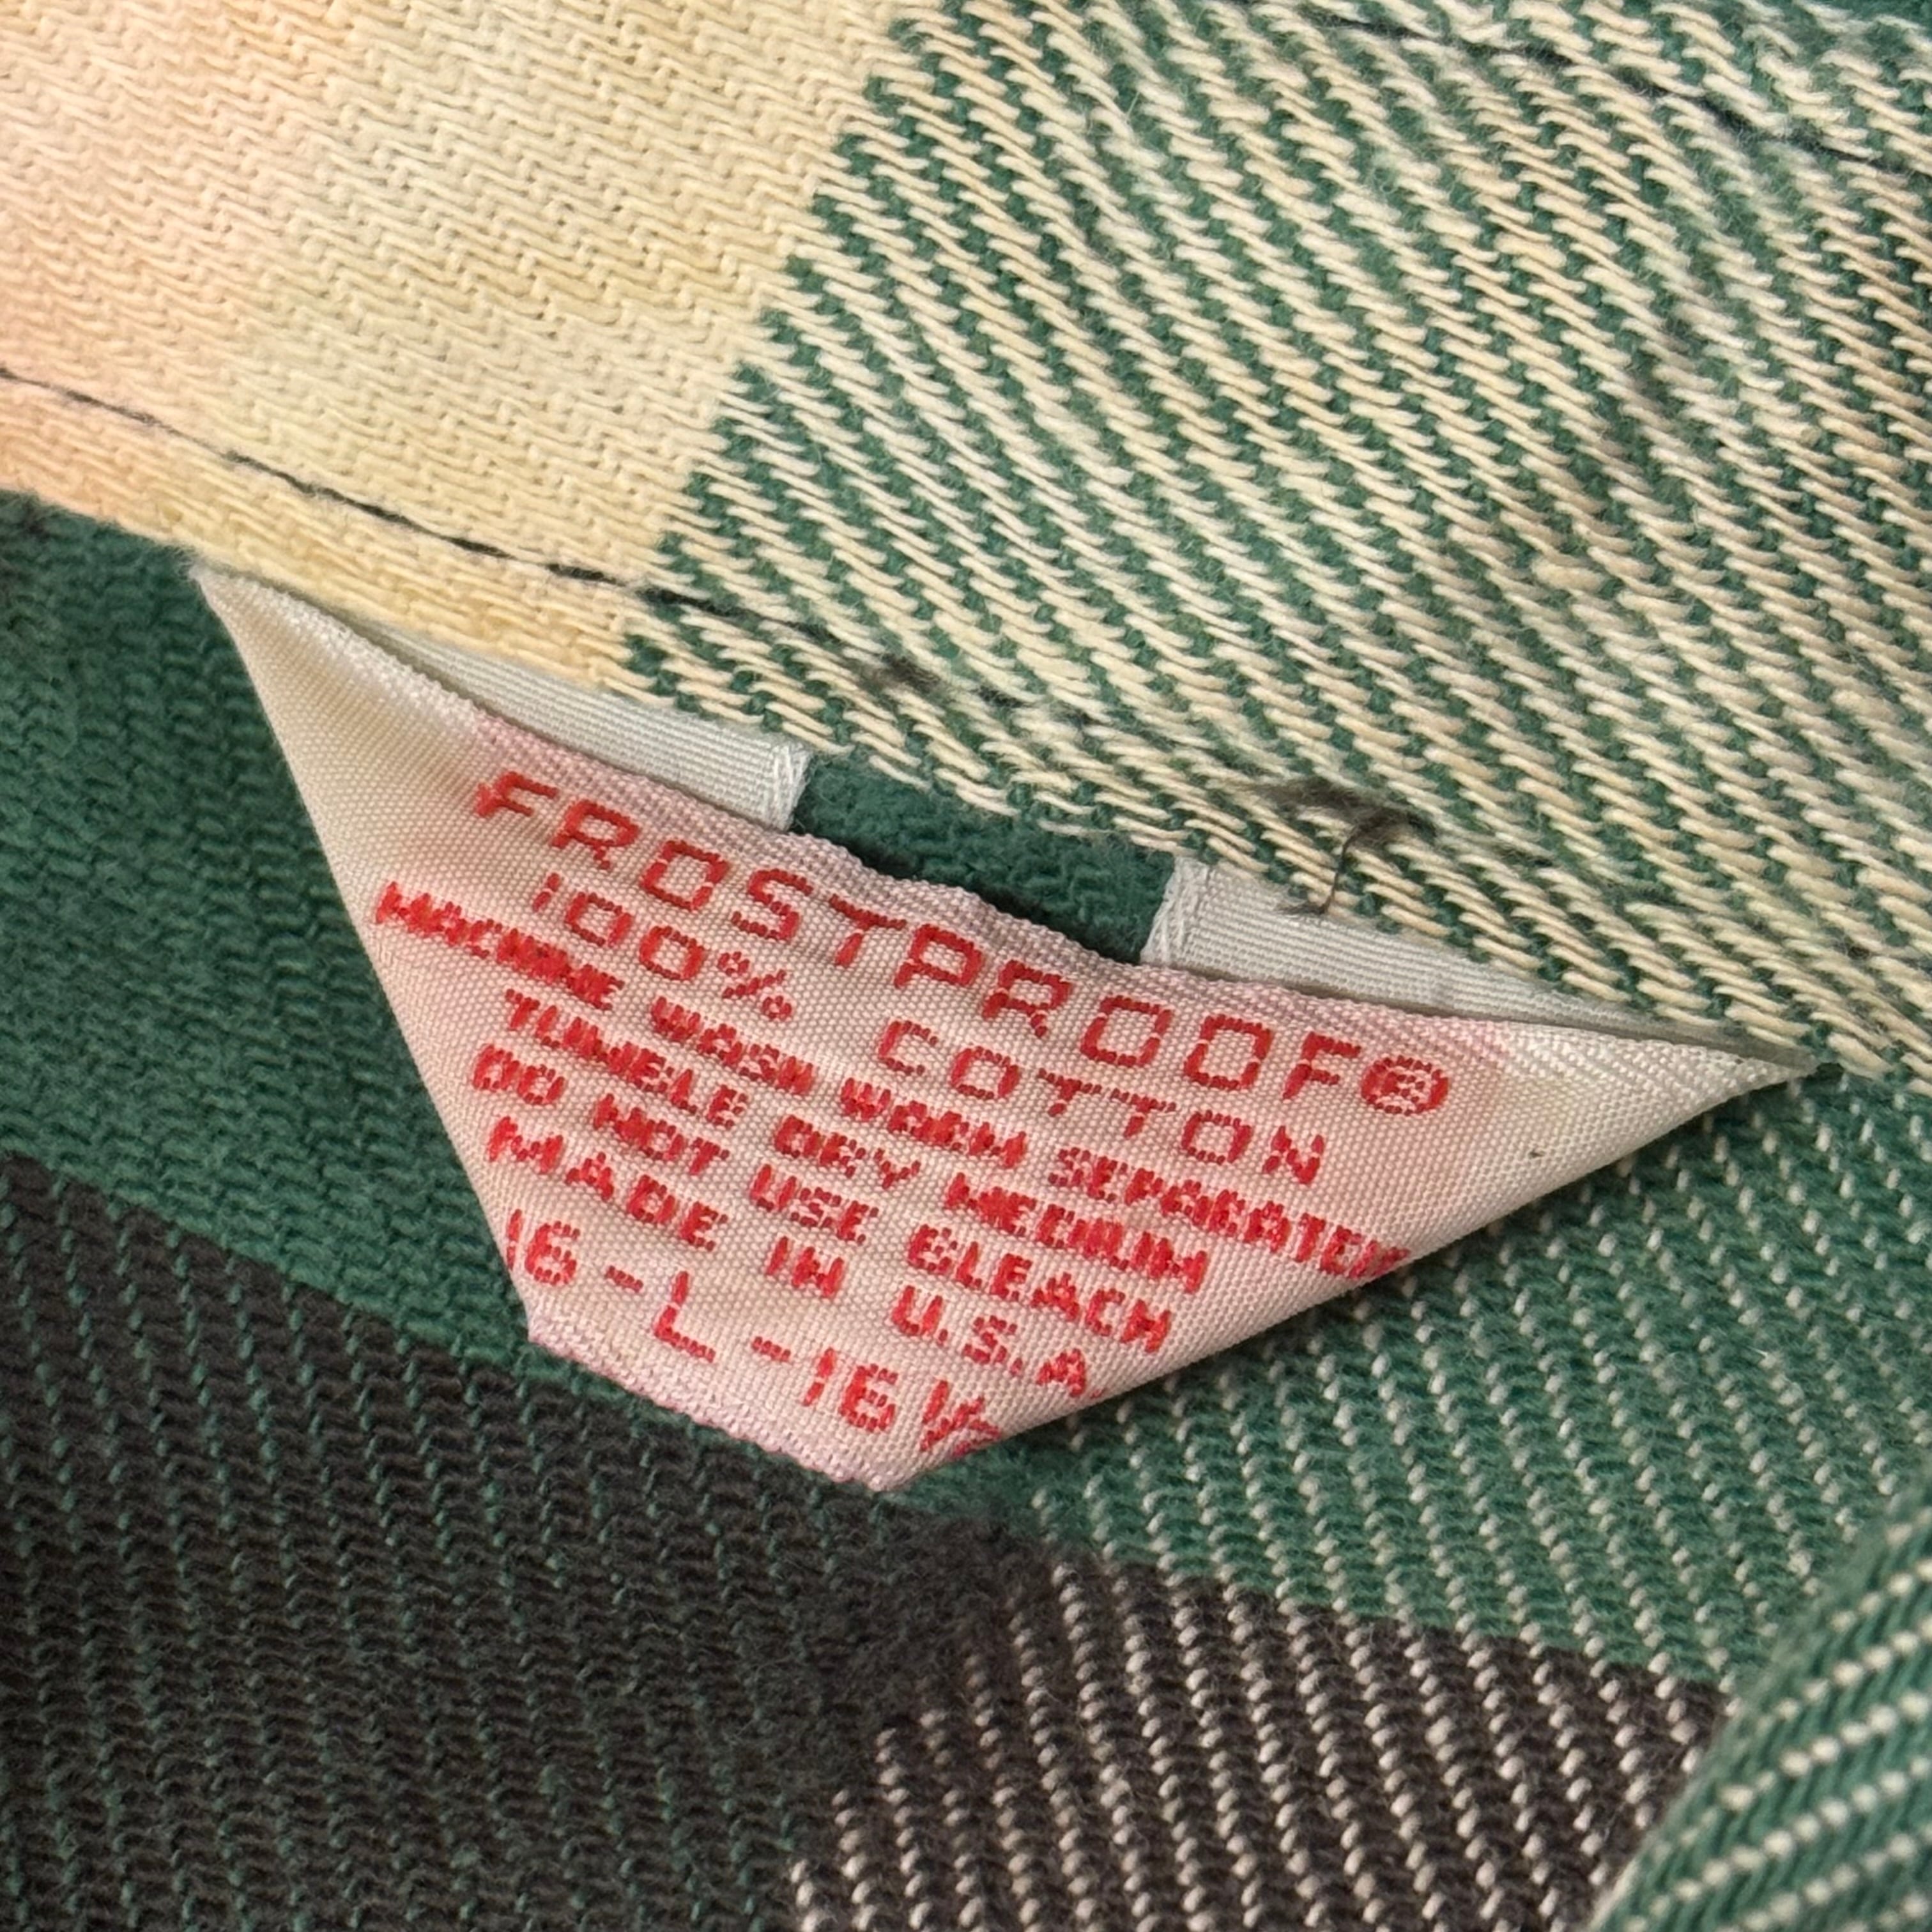 FROSTPROOF®
100% COTTON
MACHINE WASH WARM SEPARATELY
TUMBLE DRY MEDIUM
DO NOT USE BLEACH
MADE IN U.S.A.
16-L-16½